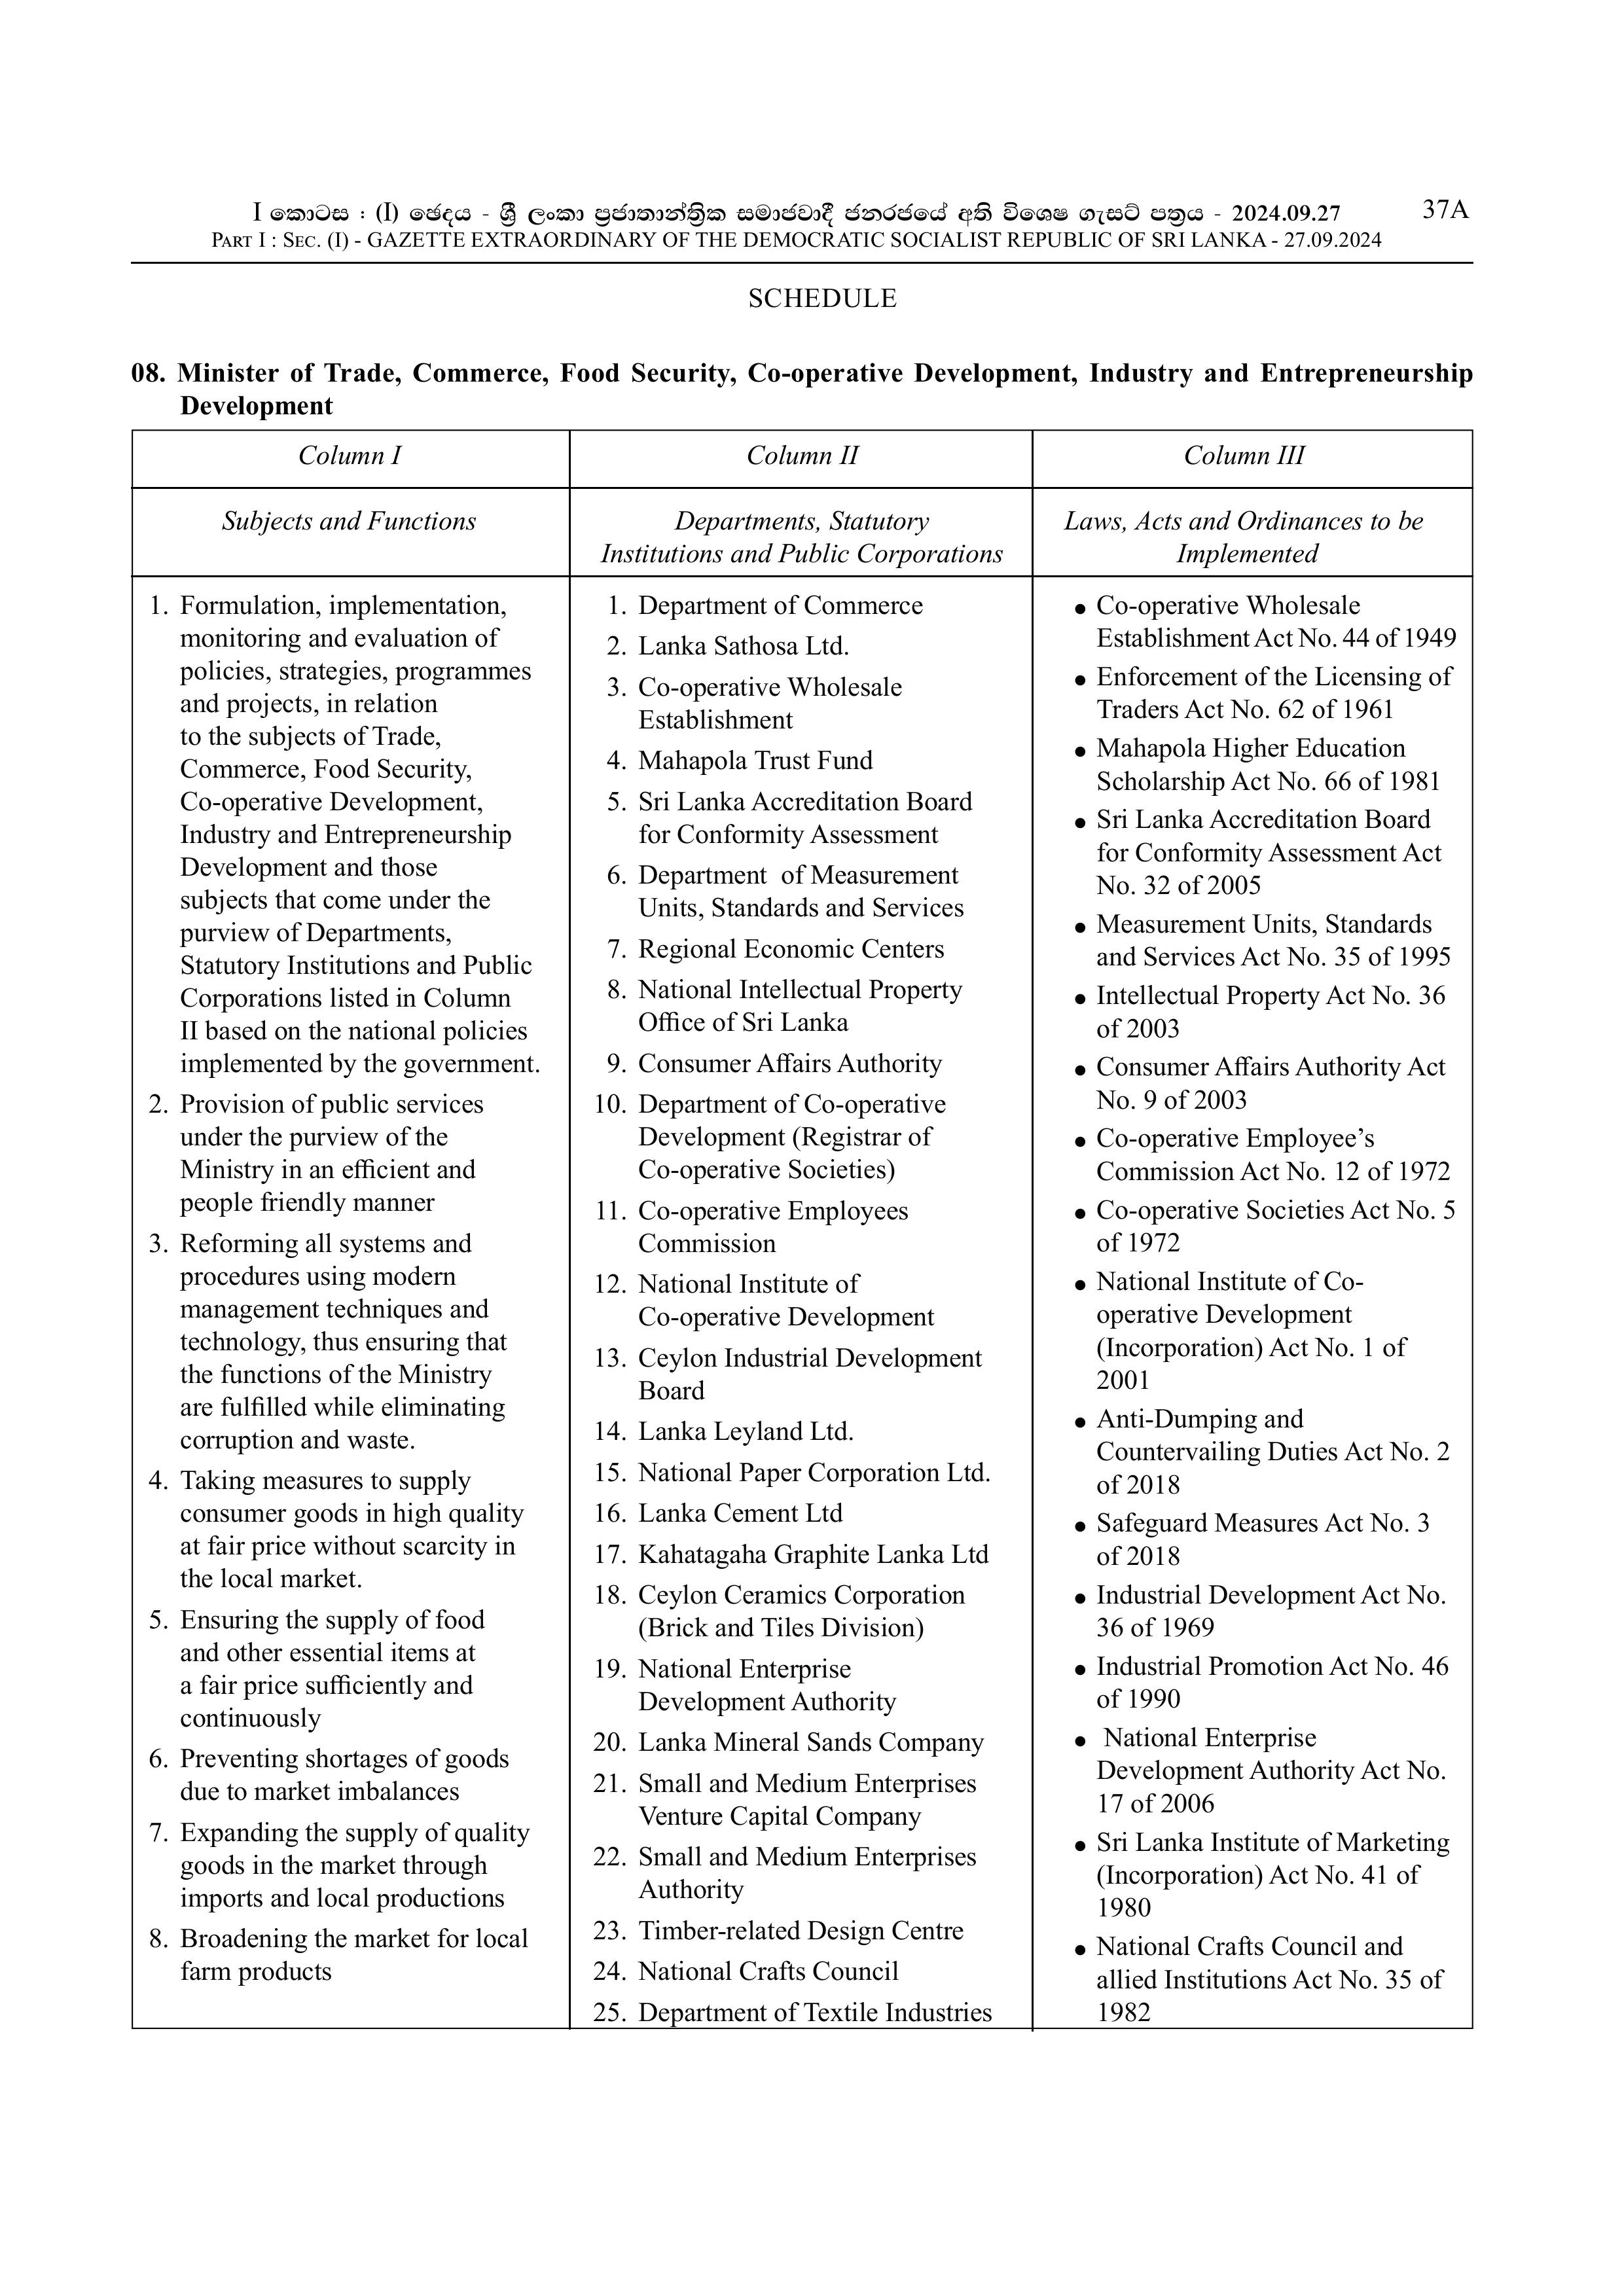 I කොටස : (I) ඡෙදය - ශ්‍රී ලංකා ප්‍රජාතාන්ත්‍රික සමාජවාදී ජනරජයේ අති විශෙෂ ගැසට් පත්‍රය - 2024.09.27
37A
PART I : SEC. (I) - GAZETTE EXTRAORDINARY OF THE DEMOCRATIC SOCIALIST REPUBLIC OF SRI LANKA - 27.09.2024
SCHEDULE
08. Minister of Trade, Commerce, Food Security, Co-operative Development, Industry and Entrepreneurship
Development
Column I
Subjects and Functions
1. Formulation, implementation,
monitoring and evaluation of
policies, strategies, programmes
and projects, in relation
to the subjects of Trade,
Commerce, Food Security,
Co-operative Development,
Industry and Entrepreneurship
Development and those
subjects that come under the
purview of Departments,
Statutory Institutions and Public
Corporations listed in Column
II based on the national policies
implemented by the government.
2. Provision of public services
under the purview of the
Ministry in an efficient and
people friendly manner
3. Reforming all systems and
procedures using modern
management techniques and
technology, thus ensuring that
the functions of the Ministry
are fulfilled while eliminating
corruption and waste.
4. Taking measures to supply
consumer goods in high quality
at fair price without scarcity in
the local market.
5. Ensuring the supply of food
and other essential items at
a fair price sufficiently and
continuously
6. Preventing shortages of goods
due to market imbalances
7. Expanding the supply of quality
goods in the market through
imports and local productions
8. Broadening the market for local
farm products
Column II
Departments, Statutory
Institutions and Public Corporations
1. Department of Commerce
2. Lanka Sathosa Ltd.
3. Co-operative Wholesale
Establishment
4. Mahapola Trust Fund
5. Sri Lanka Accreditation Board
for Conformity Assessment
6. Department of Measurement
Units, Standards and Services
7. Regional Economic Centers
8. National Intellectual Property
Office of Sri Lanka
9. Consumer Affairs Authority
10. Department of Co-operative
Development (Registrar of
Co-operative Societies)
11. Co-operative Employees
Commission
12. National Institute of
Co-operative Development
13. Ceylon Industrial Development
Board
14. Lanka Leyland Ltd.
15. National Paper Corporation Ltd.
16. Lanka Cement Ltd
17. Kahatagaha Graphite Lanka Ltd
18. Ceylon Ceramics Corporation
(Brick and Tiles Division)
19. National Enterprise
Development Authority
20. Lanka Mineral Sands Company
21. Small and Medium Enterprises
Venture Capital Company
22. Small and Medium Enterprises
Authority
23. Timber-related Design Centre
24. National Crafts Council
25. Department of Textile Industries
Column III
Laws, Acts and Ordinances to be
Implemented
● Co-operative Wholesale
Establishment Act No. 44 of 1949
● Enforcement of the Licensing of
Traders Act No. 62 of 1961
● Mahapola Higher Education
Scholarship Act No. 66 of 1981
● Sri Lanka Accreditation Board
for Conformity Assessment Act
No. 32 of 2005
● Measurement Units, Standards
and Services Act No. 35 of 1995
● Intellectual Property Act No. 36
of 2003
● Consumer Affairs Authority Act
No. 9 of 2003
● Co-operative Employee’s
Commission Act No. 12 of 1972
● Co-operative Societies Act No. 5
of 1972
● National Institute of Co-
operative Development
(Incorporation) Act No. 1 of
2001
● Anti-Dumping and
Countervailing Duties Act No. 2
of 2018
● Safeguard Measures Act No. 3
of 2018
● Industrial Development Act No.
36 of 1969
● Industrial Promotion Act No. 46
of 1990
● National Enterprise
Development Authority Act No.
17 of 2006
● Sri Lanka Institute of Marketing
(Incorporation) Act No. 41 of
1980
● National Crafts Council and
allied Institutions Act No. 35 of
1982